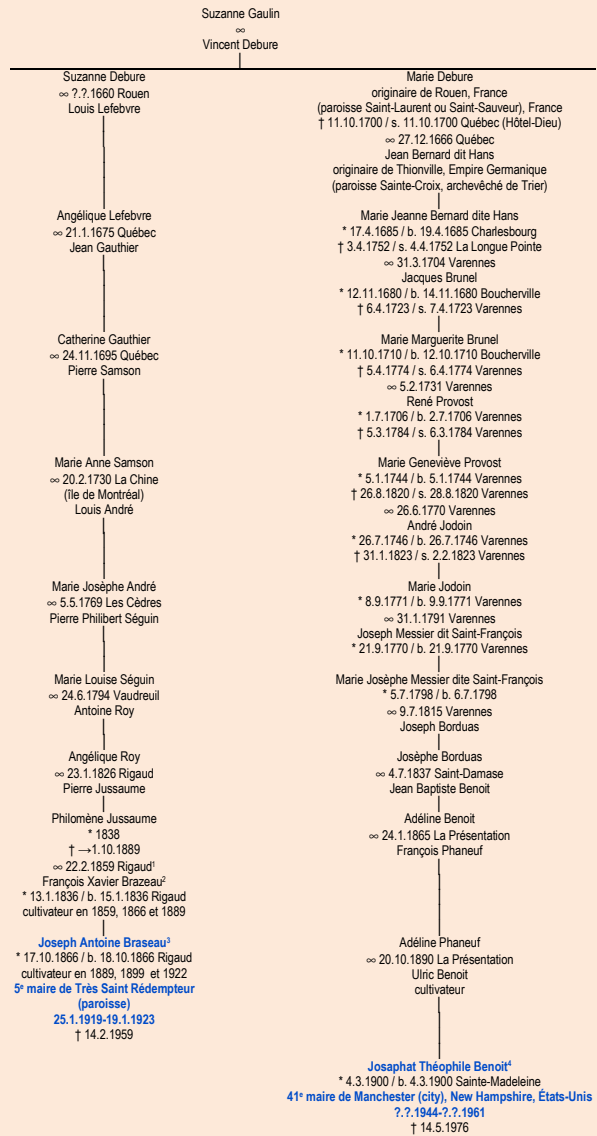 Suzanne Gaulin
∞
Vincent Debure
Suzanne Debure
∞ ?.?.1660 Rouen
Louis Lefebvre
Angélique Lefebvre
∞ 21.1.1675 Québec
Jean Gauthier
Catherine Gauthier
∞ 24.11.1695 Québec
Pierre Samson
Marie Anne Samson
∞ 20.2.1730 La Chine
(île de Montréal)
Louis André
Marie Josèphe André
∞ 5.5.1769 Les Cèdres
Pierre Philibert Séguin
Marie Louise Séguin
∞ 24.6.1794 Vaudreuil
Antoine Roy
Angélique Roy
∞ 23.1.1826 Rigaud
Pierre Jussaume
Philomène Jussaume
* 1838
† →1.10.1889
∞ 22.2.1859 Rigaud¹
François Xavier Brazeau²
* 13.1.1836 / b. 15.1.1836 Rigaud
cultivateur en 1859, 1866 et 1889
Joseph Antoine Braseau³
* 17.10.1866 / b. 18.10.1866 Rigaud
cultivateur en 1889, 1899 et 1922
5ᵉ maire de Très Saint Rédempteur
(paroisse)
25.1.1919-19.1.1923
† 14.2.1959
Marie Debure
originaire de Rouen, France
(paroisse Saint-Laurent ou Saint-Sauveur), France
† 11.10.1700 / s. 11.10.1700 Québec (Hôtel-Dieu)
∞ 27.12.1666 Québec
Jean Bernard dit Hans
originaire de Thionville, Empire Germanique
(paroisse Sainte-Croix, archevêché de Trier)
Marie Jeanne Bernard dite Hans
* 17.4.1685 / b. 19.4.1685 Charlesbourg
† 3.4.1752 / s. 4.4.1752 La Longue Pointe
∞ 31.3.1704 Varennes
Jacques Brunel
* 12.11.1680 / b. 14.11.1680 Boucherville
† 6.4.1723 / s. 7.4.1723 Varennes
Marie Marguerite Brunel
* 11.10.1710 / b. 12.10.1710 Boucherville
† 5.4.1774 / s. 6.4.1774 Varennes
∞ 5.2.1731 Varennes
René Provost
* 1.7.1706 / b. 2.7.1706 Varennes
† 5.3.1784 / s. 6.3.1784 Varennes
Marie Geneviève Provost
* 5.1.1744 / b. 5.1.1744 Varennes
† 26.8.1820 / s. 28.8.1820 Varennes
∞ 26.6.1770 Varennes
André Jodoin
* 26.7.1746 / b. 26.7.1746 Varennes
† 31.1.1823 / s. 2.2.1823 Varennes
Marie Jodoin
* 8.9.1771 / b. 9.9.1771 Varennes
∞ 31.1.1791 Varennes
Joseph Messier dit Saint-François
* 21.9.1770 / b. 21.9.1770 Varennes
Marie Josèphe Messier dite Saint-François
* 5.7.1798 / b. 6.7.1798
∞ 9.7.1815 Varennes
Joseph Borduas
Josèphe Borduas
∞ 4.7.1837 Saint-Damase
Jean Baptiste Benoit
Adéline Benoit
∞ 24.1.1865 La Présentation
François Phaneuf
Adéline Phaneuf
∞ 20.10.1890 La Présentation
Ulric Benoit
cultivateur
Josaphat Théophile Benoit⁴
* 4.3.1900 / b. 4.3.1900 Sainte-Madeleine
41ᵉ maire de Manchester (city), New Hampshire, États-Unis
?.?.1944-?.?.1961
† 14.5.1976